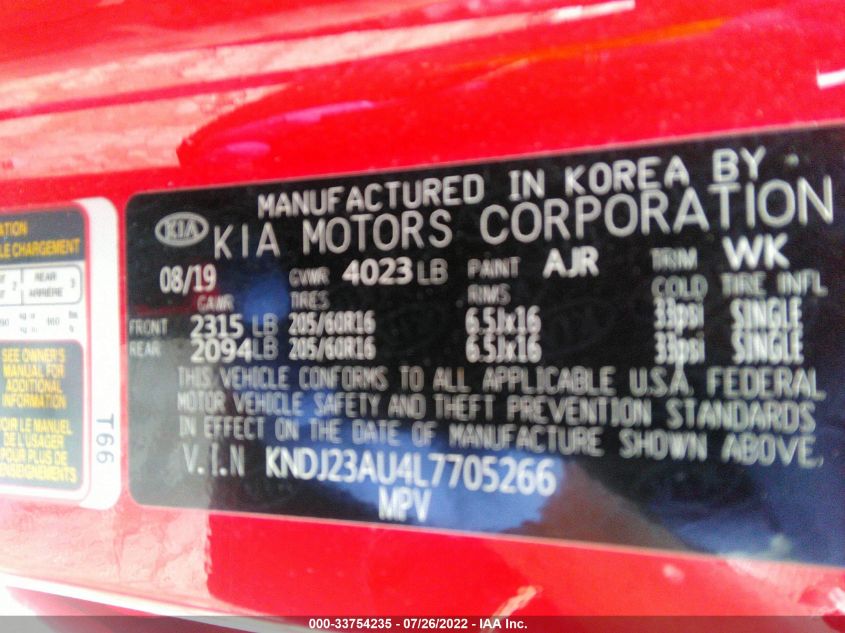 MANUFACTURED IN KOREA BY
KIA KIA MOTORS CORPORATION
08/19 GVWR 4023 LB PAINT AJR TRIM WK
GAWR TIRES RIMS COLD TIRE INFL
FRONT 2315 LB 205/60R16 6.5Jx16 33psi SINGLE
REAR 2094 LB 205/60R16 6.5Jx16 33psi SINGLE
THIS VEHICLE CONFORMS TO ALL APPLICABLE U.S.A. FEDERAL
MOTOR VEHICLE SAFETY AND THEFT PREVENTION STANDARDS
IN EFFECT ON THE DATE OF MANUFACTURE SHOWN ABOVE.
V.I.N KNDJ23AU4L7705266
MPV
CHARGEMENT
REAR 3
ARRIÈRE
SEE OWNER'S
MANUAL FOR
ADDITIONAL
INFORMATION
LE MANUEL
DE L'USAGER
POUR PLUS DE
RENSEIGNEMENTS
T66
000-33754235 - 07/26/2022 - IAA Inc.